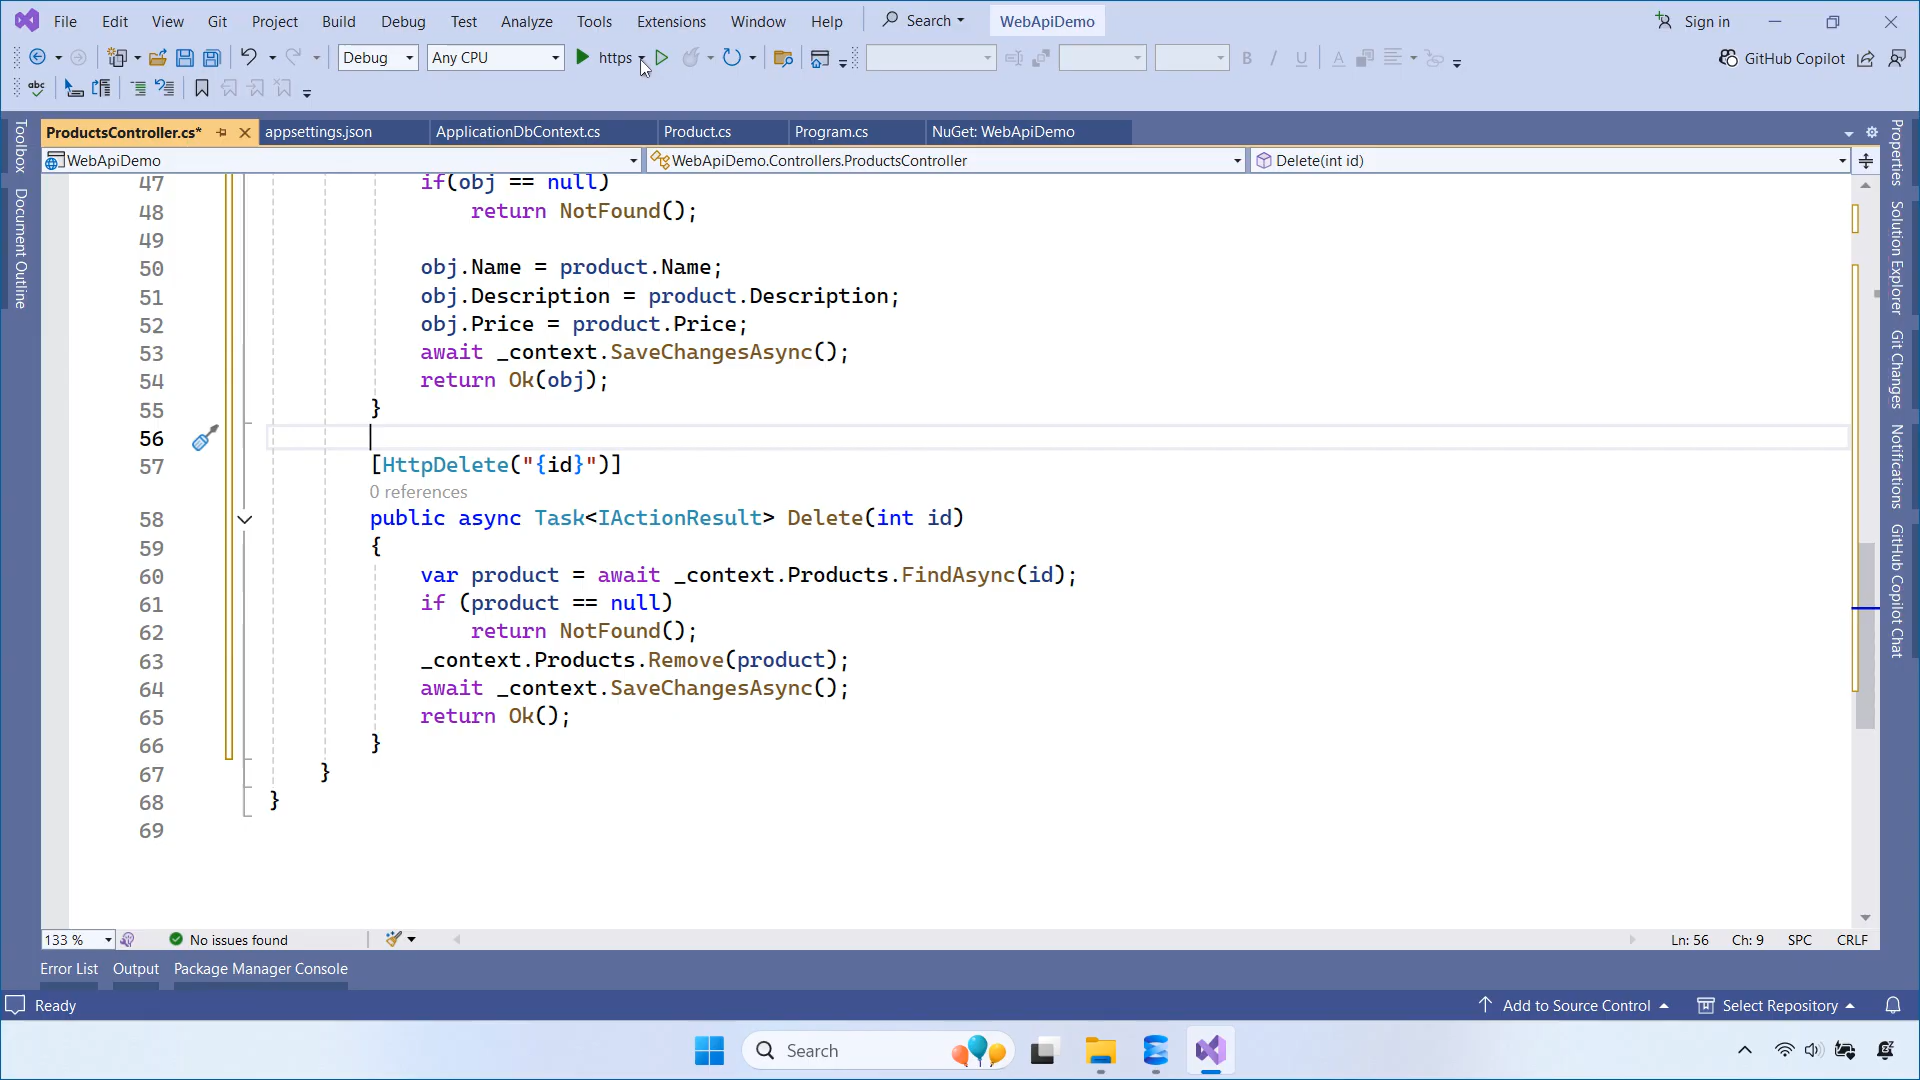 File Edit View Git Project Build Debug Test Analyze Tools Extensions Window Help Search WebApiDemo Sign in
Debug Any CPU https B I U A GitHub Copilot
abc
ProductsController.cs* appsettings.json ApplicationDbContext.cs Product.cs Program.cs NuGet: WebApiDemo
WebApiDemo WebApiDemo.Controllers.ProductsController Delete(int id)
Toolbox
Document Outline
47 if(obj == null)
48 return NotFound();
49
50 obj.Name = product.Name;
51 obj.Description = product.Description;
52 obj.Price = product.Price;
53 await _context.SaveChangesAsync();
54 return Ok(obj);
55 }
56
57 [HttpDelete("{id}")]
0 references
58 public async Task<IActionResult> Delete(int id)
59 {
60 var product = await _context.Products.FindAsync(id);
61 if (product == null)
62 return NotFound();
63 _context.Products.Remove(product);
64 await _context.SaveChangesAsync();
65 return Ok();
66 }
67 }
68 }
69
Properties
Solution Explorer
Git Changes
Notifications
GitHub Copilot Chat
133 % No issues found Ln: 56 Ch: 9 SPC CRLF
Error List Output Package Manager Console
Ready Add to Source Control Select Repository
Search